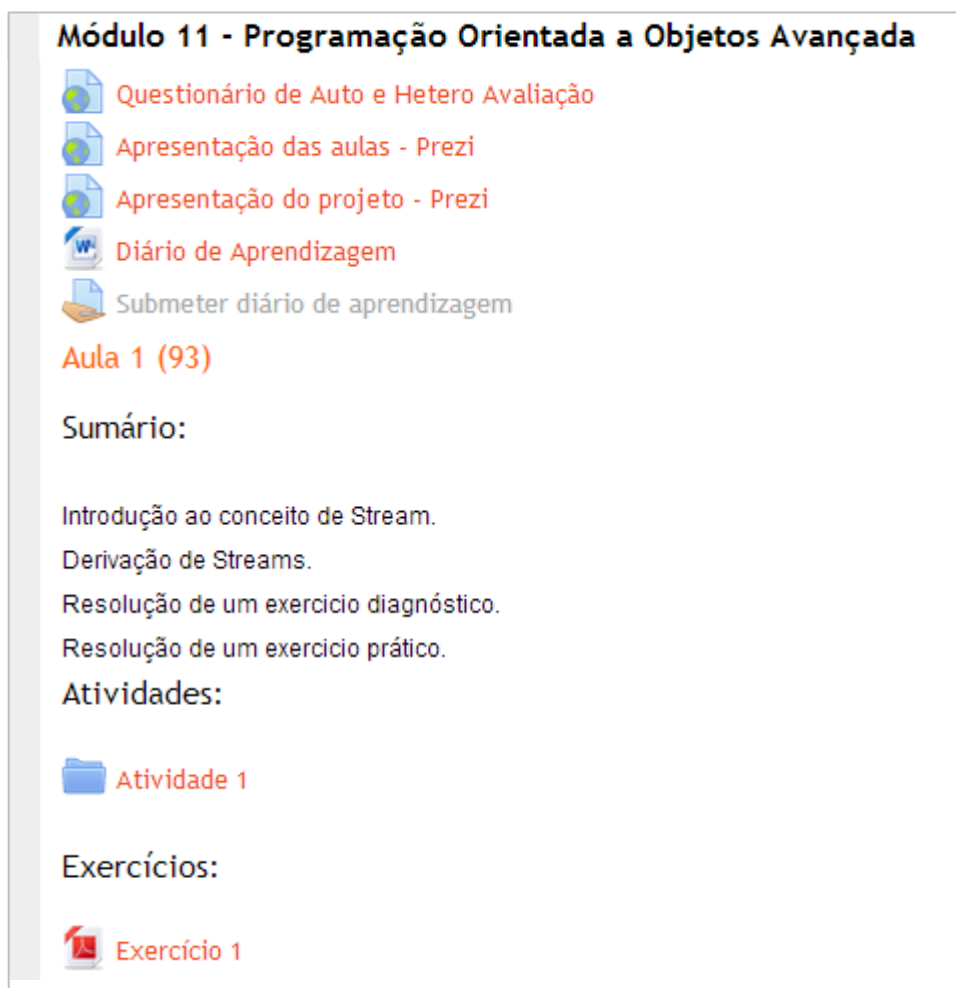 Módulo 11 - Programação Orientada a Objetos Avançada
Questionário de Auto e Hetero Avaliação
Apresentação das aulas - Prezi
Apresentação do projeto - Prezi
Diário de Aprendizagem
Submeter diário de aprendizagem
Aula 1 (93)
Sumário:
Introdução ao conceito de Stream.
Derivação de Streams.
Resolução de um exercicio diagnóstico.
Resolução de um exercicio prático.
Atividades:
Atividade 1
Exercícios:
Exercício 1